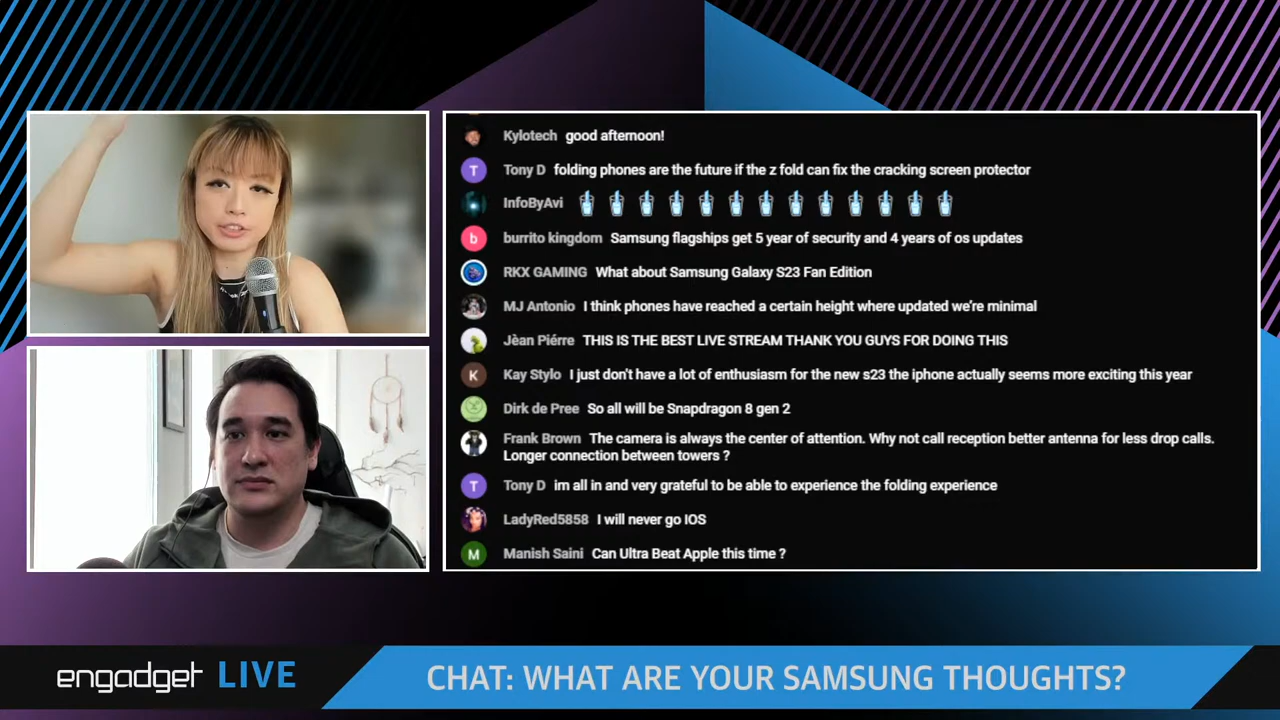 Kylotech good afternoon!
T Tony D folding phones are the future if the z fold can fix the cracking screen protector
InfoByAvi
b burrito kingdom Samsung flagships get 5 year of security and 4 years of os updates
RKX GAMING What about Samsung Galaxy S23 Fan Edition
MJ Antonio I think phones have reached a certain height where updated we're minimal
Jèan Piérre THIS IS THE BEST LIVE STREAM THANK YOU GUYS FOR DOING THIS
K Kay Stylo I just don't have a lot of enthusiasm for the new s23 the iphone actually seems more exciting this year
Dirk de Pree So all will be Snapdragon 8 gen 2
Frank Brown The camera is always the center of attention. Why not call reception better antenna for less drop calls.
Longer connection between towers ?
T Tony D im all in and very grateful to be able to experience the folding experience
LadyRed5858 I will never go IOS
M Manish Saini Can Ultra Beat Apple this time ?
engadget LIVE
CHAT: WHAT ARE YOUR SAMSUNG THOUGHTS?